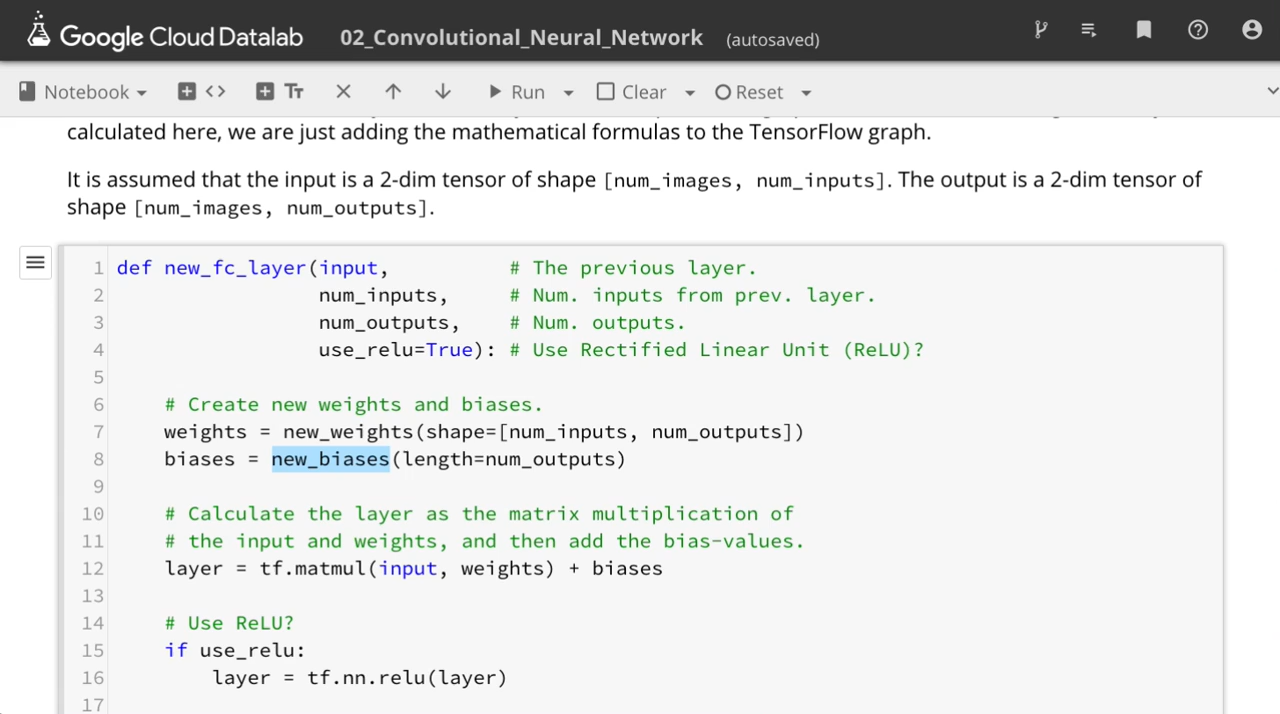 Google Cloud Datalab 02_Convolutional_Neural_Network (autosaved)
Notebook Run Clear Reset
calculated here, we are just adding the mathematical formulas to the TensorFlow graph.
It is assumed that the input is a 2-dim tensor of shape [num_images, num_inputs]. The output is a 2-dim tensor of
shape [num_images, num_outputs].
1 def new_fc_layer(input,          # The previous layer.
2                  num_inputs,     # Num. inputs from prev. layer.
3                  num_outputs,    # Num. outputs.
4                  use_relu=True): # Use Rectified Linear Unit (ReLU)?
5
6     # Create new weights and biases.
7     weights = new_weights(shape=[num_inputs, num_outputs])
8     biases = new_biases(length=num_outputs)
9
10     # Calculate the layer as the matrix multiplication of
11     # the input and weights, and then add the bias-values.
12     layer = tf.matmul(input, weights) + biases
13
14     # Use ReLU?
15     if use_relu:
16         layer = tf.nn.relu(layer)
17